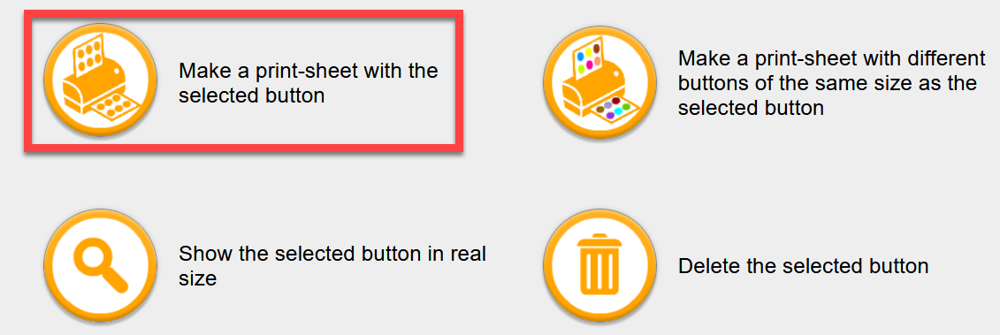 Make a print-sheet with the
selected button
Make a print-sheet with different
buttons of the same size as the
selected button
Show the selected button in real
size
Delete the selected button